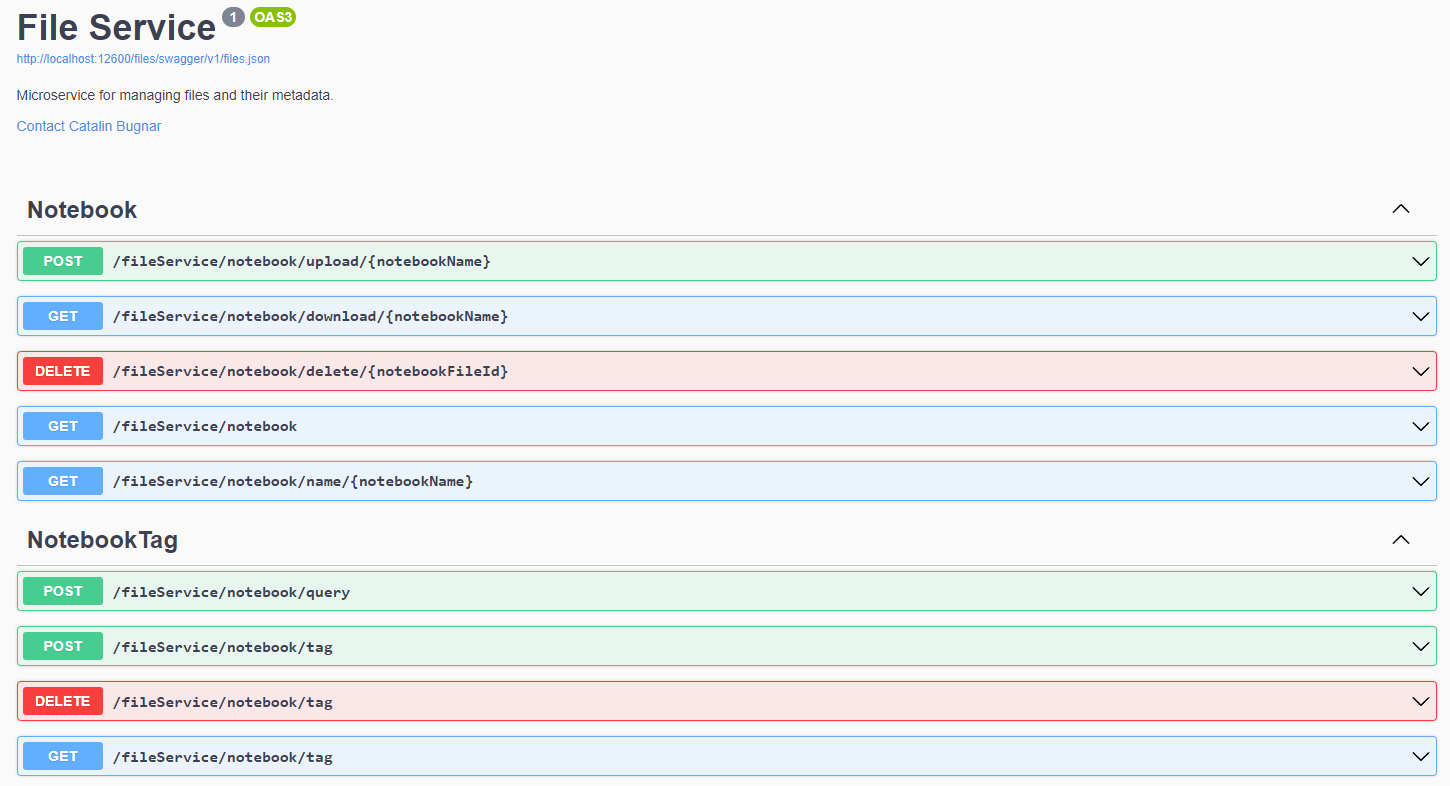 File Service 1 OAS3
http://localhost:12600/files/swagger/v1/files.json
Microservice for managing files and their metadata.
Contact Catalin Bugnar
Notebook
POST /fileService/notebook/upload/{notebookName}
GET /fileService/notebook/download/{notebookName}
DELETE /fileService/notebook/delete/{notebookFileId}
GET /fileService/notebook
GET /fileService/notebook/name/{notebookName}
NotebookTag
POST /fileService/notebook/query
POST /fileService/notebook/tag
DELETE /fileService/notebook/tag
GET /fileService/notebook/tag